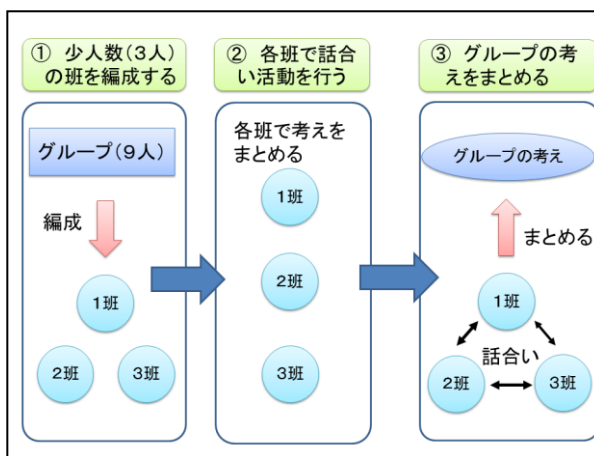 ① 少人数(3人)
の班を編成する
グループ(9人)
編成
1班
2班
3班
② 各班で話合
い活動を行う
各班で考えを
まとめる
1班
2班
3班
③ グループの考
えをまとめる
グループの考え
まとめる
1班
話合い
2班
3班